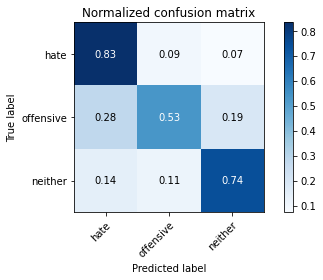 Normalized confusion matrix
True label
hate 0.83 0.09 0.07
offensive 0.28 0.53 0.19
neither 0.14 0.11 0.74
hate offensive neither
Predicted label
0.8
0.7
0.6
0.5
0.4
0.3
0.2
0.1